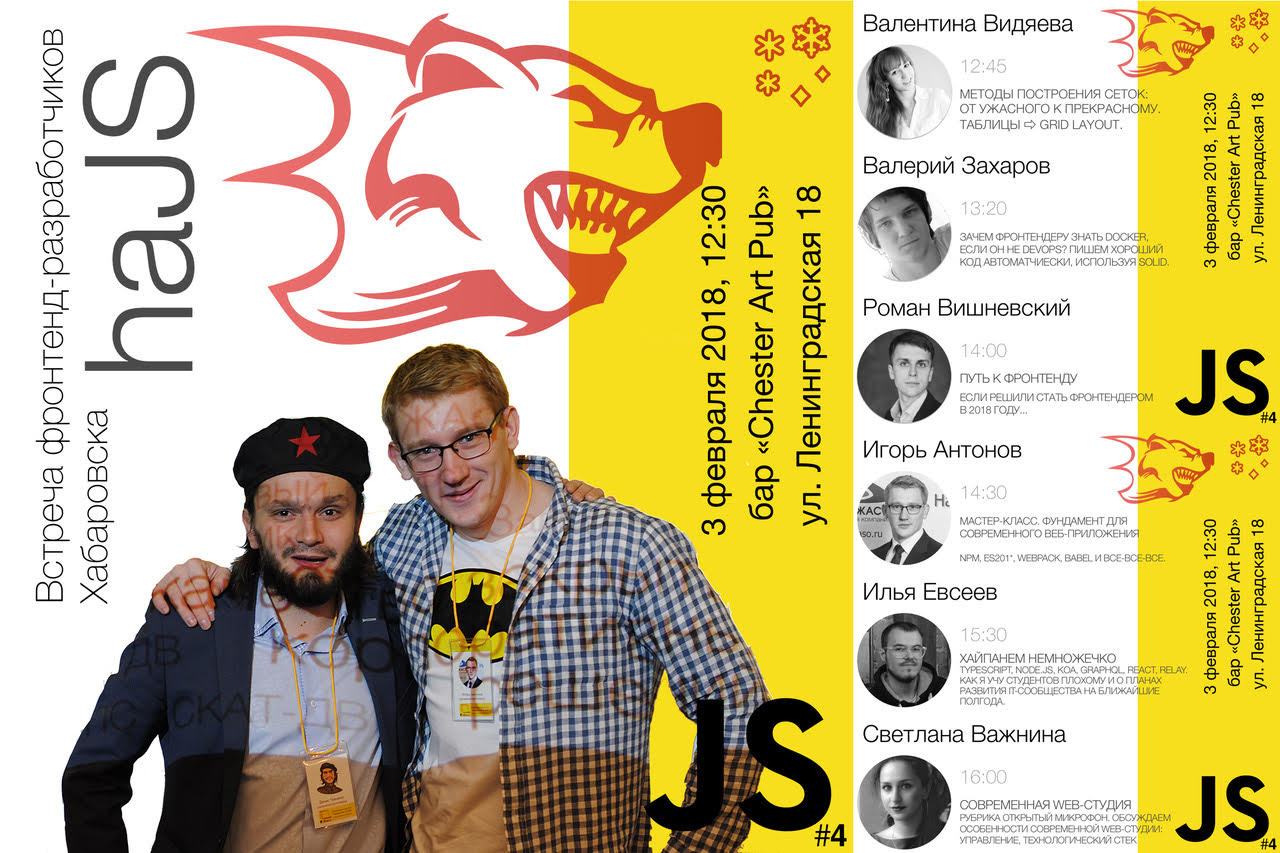 Встреча фронтенд-разработчиков
Хабаровска
haJS
3 февраля 2018, 12:30
бар «Chester Art Pub»
ул. Ленинградская 18
JS
#4
Валентина Видяева
12:45
МЕТОДЫ ПОСТРОЕНИЯ СЕТОК:
ОТ УЖАСНОГО К ПРЕКРАСНОМУ.
ТАБЛИЦЫ ⇨ GRID LAYOUT.
Валерий Захаров
13:20
ЗАЧЕМ ФРОНТЕНДЕРУ ЗНАТЬ DOCKER,
ЕСЛИ ОН НЕ DEVOPS? ПИШЕМ ХОРОШИЙ
КОД АВТОМАТЧИЕСКИ, ИСПОЛЬЗУЯ SOLID.
Роман Вишневский
14:00
ПУТЬ К ФРОНТЕНДУ
ЕСЛИ РЕШИЛИ СТАТЬ ФРОНТЕНДЕРОМ
В 2018 ГОДУ...
Игорь Антонов
14:30
МАСТЕР-КЛАСС. ФУНДАМЕНТ ДЛЯ
СОВРЕМЕННОГО ВЕБ-ПРИЛОЖЕНИЯ
NPM, ES201*, WEBPACK, BABEL И ВСЕ-ВСЕ-ВСЕ.
Илья Евсеев
15:30
ХАЙПАНЕМ НЕМНОЖЕЧКО
TYPESCRIPT, NODE.JS, KOA, GRAPHQL, REACT, RELAY.
КАК Я УЧУ СТУДЕНТОВ ПЛОХОМУ И О ПЛАНАХ
РАЗВИТИЯ IT-СООБЩЕСТВА НА БЛИЖАЙШИЕ
ПОЛГОДА.
Светлана Важнина
16:00
СОВРЕМЕННАЯ WEB-СТУДИЯ
РУБРИКА ОТКРЫТЫЙ МИКРОФОН. ОБСУЖДАЕМ
ОСОБЕННОСТИ СОВРЕМЕННОЙ WEB-СТУДИИ:
УПРАВЛЕНИЕ, ТЕХНОЛОГИЧЕСКИЙ СТЕК
3 февраля 2018, 12:30
бар «Chester Art Pub»
ул. Ленинградская 18
JS
#4
3 февраля 2018, 12:30
бар «Chester Art Pub»
ул. Ленинградская 18
JS
#4